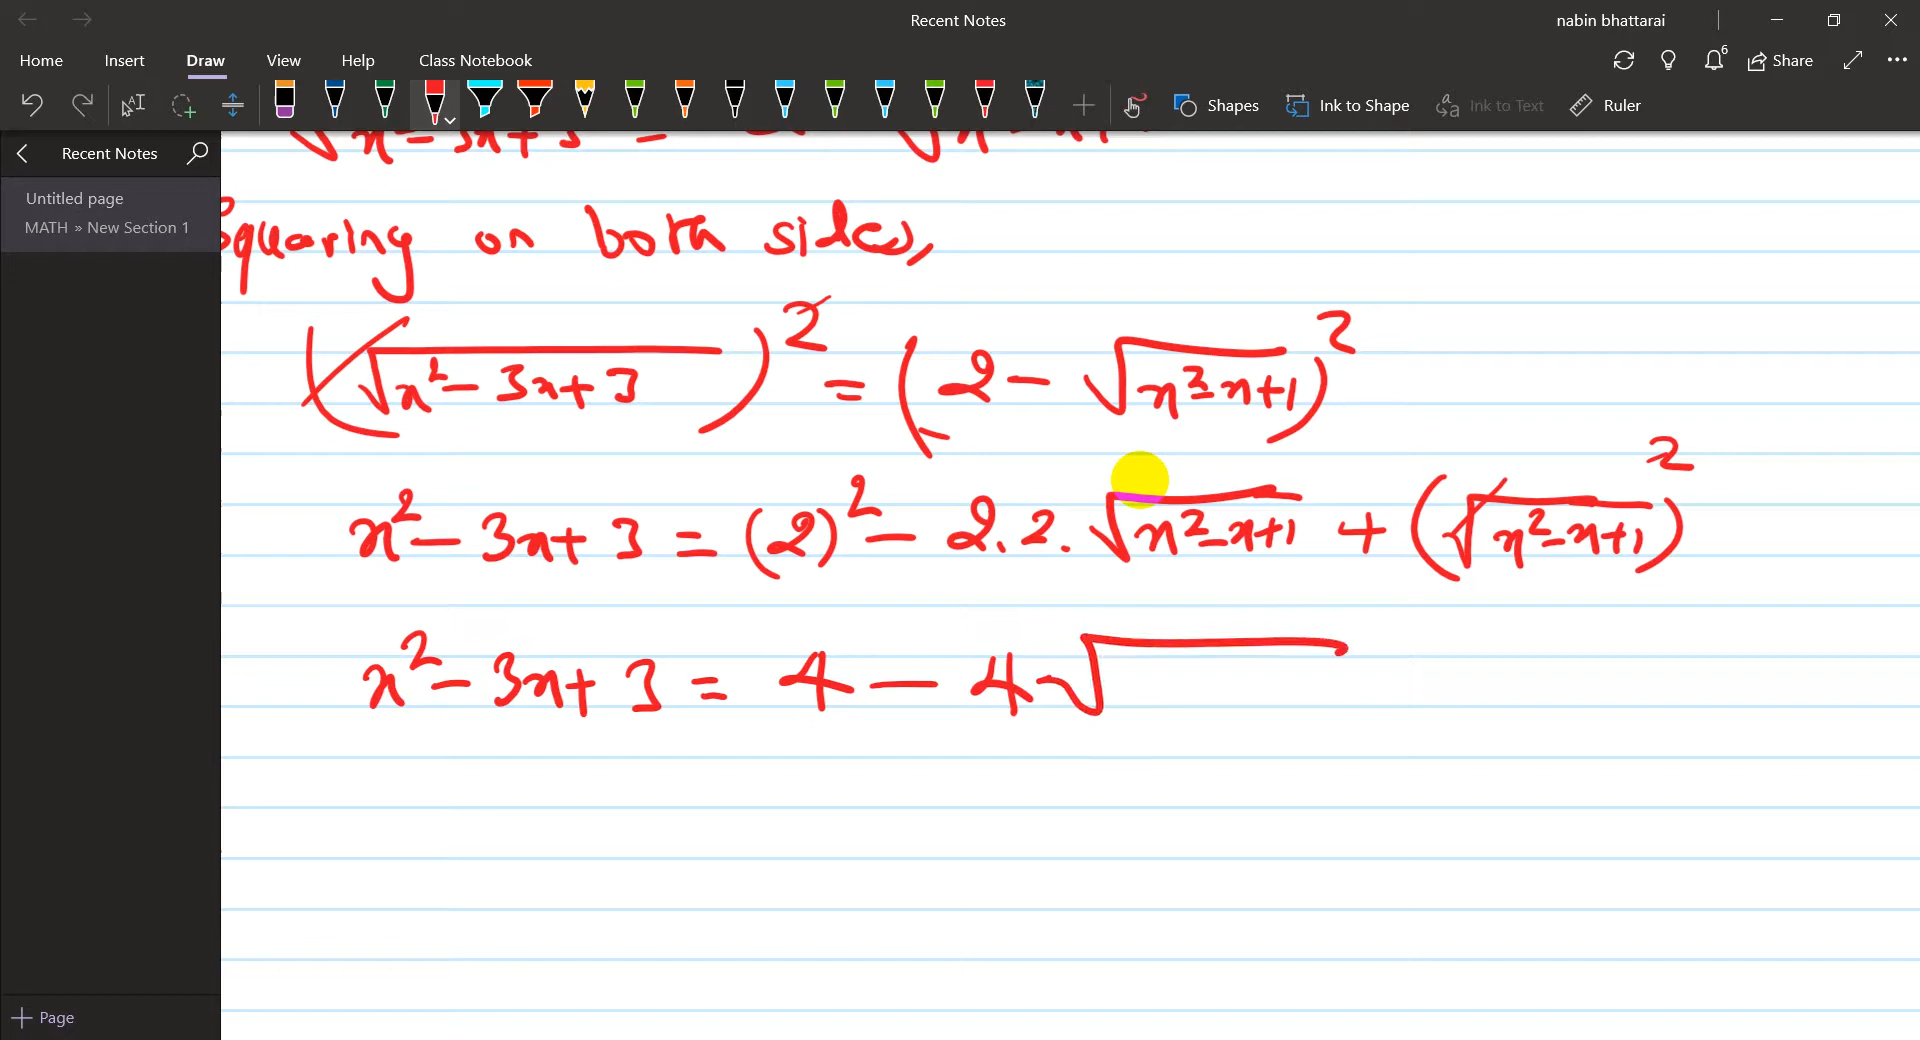 Recent Notes
nabin bhattarai
Home Insert Draw View Help Class Notebook
6
Share
Shapes Ink to Shape Ink to Text Ruler
Recent Notes
Untitled page
MATH » New Section 1
Squaring on both sides,
(√(x² - 3x + 3))² = (2 - √(x² - x + 1))²
x² - 3x + 3 = (2)² - 2.2.√(x² - x + 1) + (√(x² - x + 1))²
x² - 3x + 3 = 4 - 4√
Page